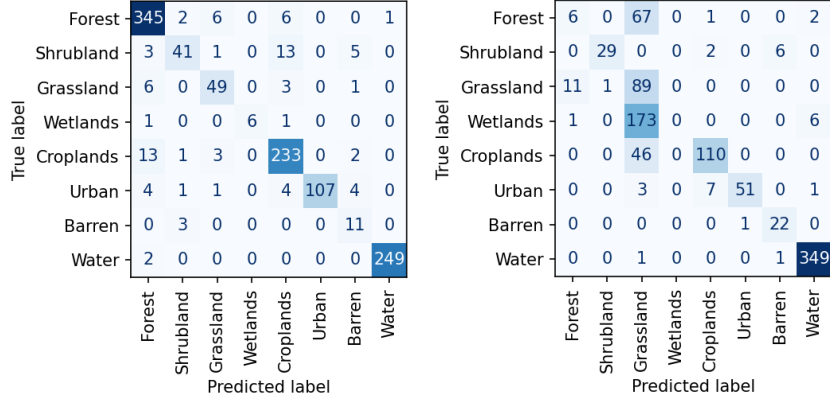 True label
Forest 345 2 6 0 6 0 0 1
Shrubland 3 41 1 0 13 0 5 0
Grassland 6 0 49 0 3 0 1 0
Wetlands 1 0 0 6 1 0 0 0
Croplands 13 1 3 0 233 0 2 0
Urban 4 1 1 0 4 107 4 0
Barren 0 3 0 0 0 0 11 0
Water 2 0 0 0 0 0 0 249
Forest Shrubland Grassland Wetlands Croplands Urban Barren Water
Predicted label
True label
Forest 6 0 67 0 1 0 0 2
Shrubland 0 29 0 0 2 0 6 0
Grassland 11 1 89 0 0 0 0 0
Wetlands 1 0 173 0 0 0 0 6
Croplands 0 0 46 0 110 0 0 0
Urban 0 0 3 0 7 51 0 1
Barren 0 0 0 0 0 1 22 0
Water 0 0 1 0 0 0 1 349
Forest Shrubland Grassland Wetlands Croplands Urban Barren Water
Predicted label